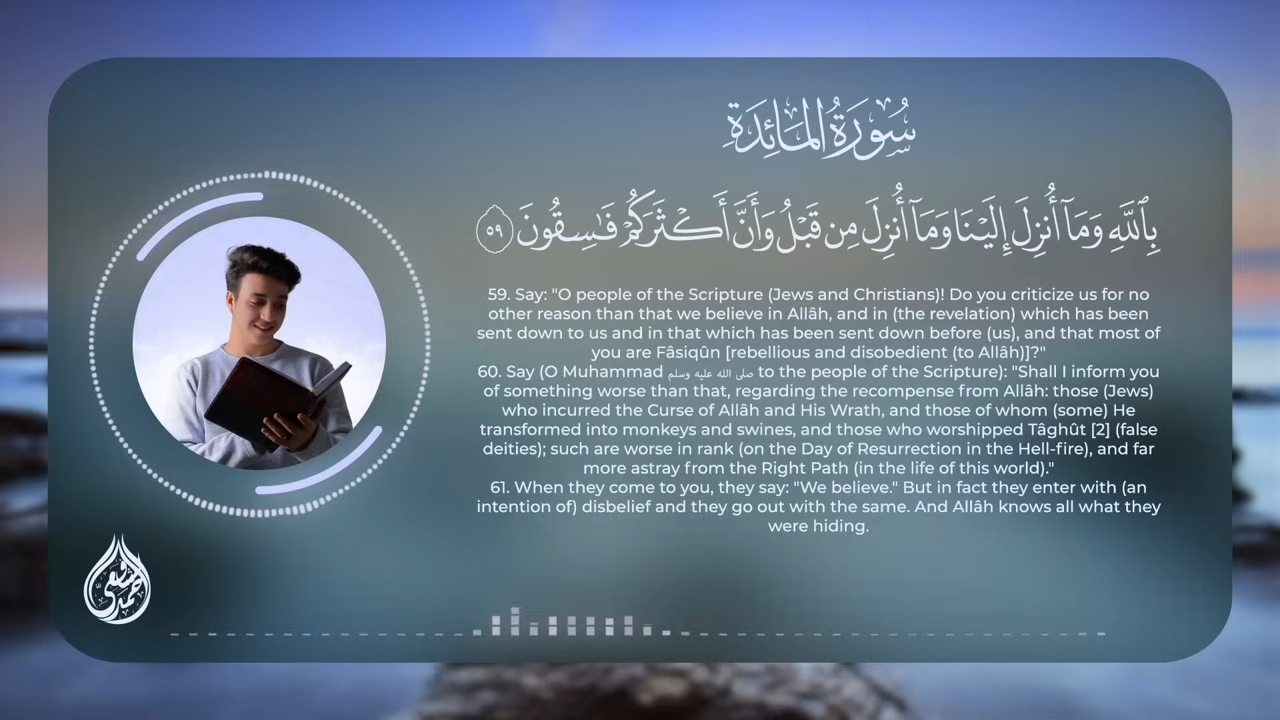 سُورَةُ المَائِدَة
بِٱللَّهِ وَمَآ أُنزِلَ إِلَيْنَا وَمَآ أُنزِلَ مِن قَبْلُ وَأَنَّ أَكْثَرَكُمْ فَـٰسِقُونَ ٥٩
59. Say: "O people of the Scripture (Jews and Christians)! Do you criticize us for no
other reason than that we believe in Allâh, and in (the revelation) which has been
sent down to us and in that which has been sent down before (us), and that most of
you are Fâsiqûn [rebellious and disobedient (to Allâh)]?"
60. Say (O Muhammad صلى الله عليه وسلم to the people of the Scripture): "Shall I inform you
of something worse than that, regarding the recompense from Allâh: those (Jews)
who incurred the Curse of Allâh and His Wrath, and those of whom (some) He
transformed into monkeys and swines, and those who worshipped Tâghût [2] (false
deities); such are worse in rank (on the Day of Resurrection in the Hell-fire), and far
more astray from the Right Path (in the life of this world)."
61. When they come to you, they say: "We believe." But in fact they enter with (an
intention of) disbelief and they go out with the same. And Allâh knows all what they
were hiding.